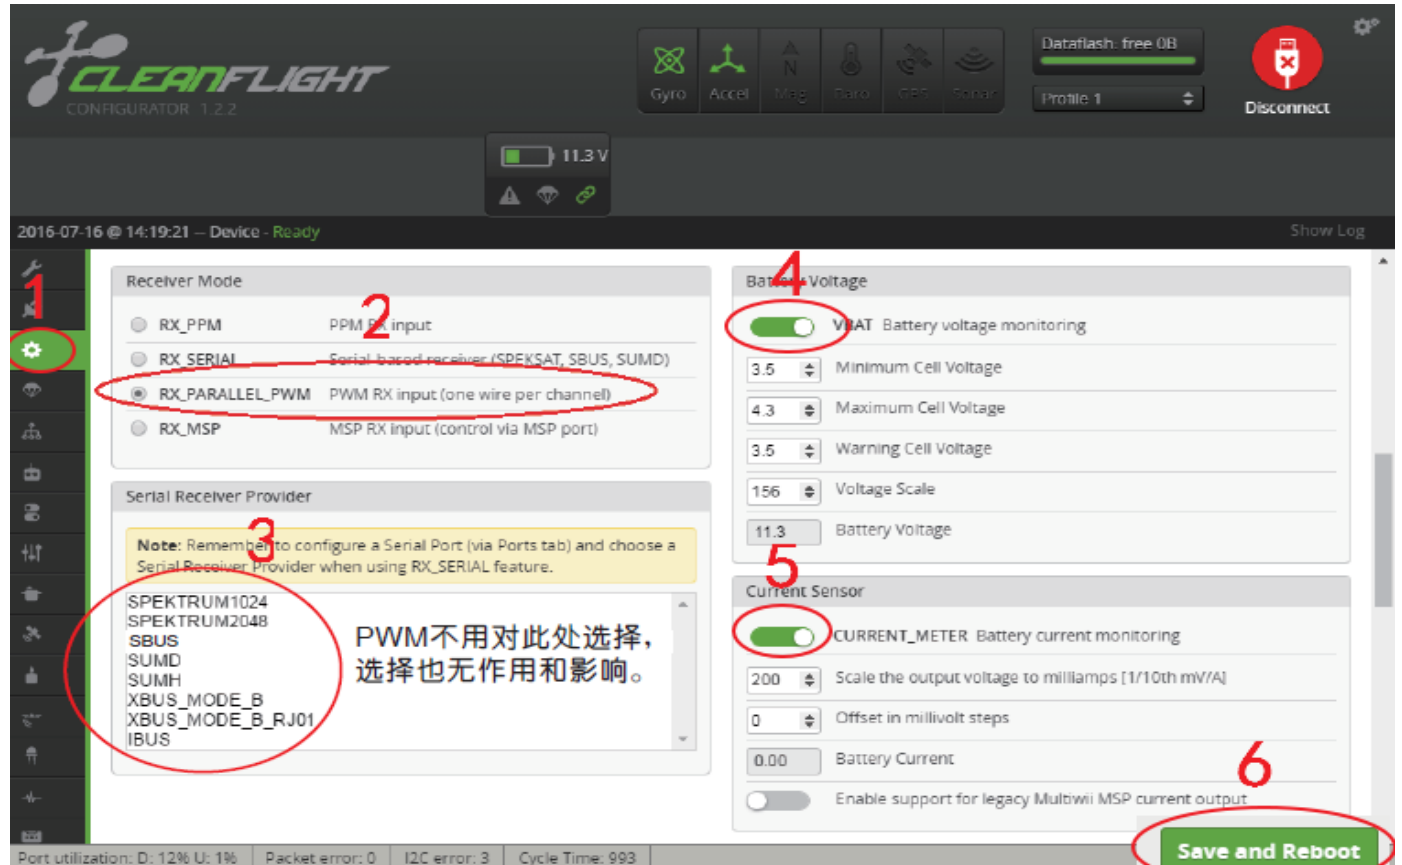 CLEANFLIGHT
CONFIGURATOR 1.2.2
Gyro
Accel
Mag
Baro
GPS
Sonar
Dataflash: free 0B
Profile 1
Disconnect
11.3 V
2016-07-16 @ 14:19:21 -- Device - Ready
Show Log
1
Receiver Mode
2
RX_PPM PPM RX input
RX_SERIAL Serial-based receiver (SPEKSAT, SBUS, SUMD)
RX_PARALLEL_PWM PWM RX input (one wire per channel)
RX_MSP MSP RX input (control via MSP port)
Serial Receiver Provider
3
Note: Remember to configure a Serial Port (via Ports tab) and choose a
Serial Receiver Provider when using RX_SERIAL feature.
SPEKTRUM1024
SPEKTRUM2048
SBUS
SUMD
SUMH
XBUS_MODE_B
XBUS_MODE_B_RJ01
IBUS
PWM不用对此处选择，
选择也无作用和影响。
Battery Voltage
4
VBAT Battery voltage monitoring
3.5 Minimum Cell Voltage
4.3 Maximum Cell Voltage
3.5 Warning Cell Voltage
156 Voltage Scale
11.3 Battery Voltage
5
Current Sensor
CURRENT_METER Battery current monitoring
200 Scale the output voltage to milliamps [1/10th mV/A]
0 Offset in millivolt steps
0.00 Battery Current
Enable support for legacy Multiwii MSP current output
6
Save and Reboot
Port utilization: D: 12% U: 1% Packet error: 0 I2C error: 3 Cycle Time: 993